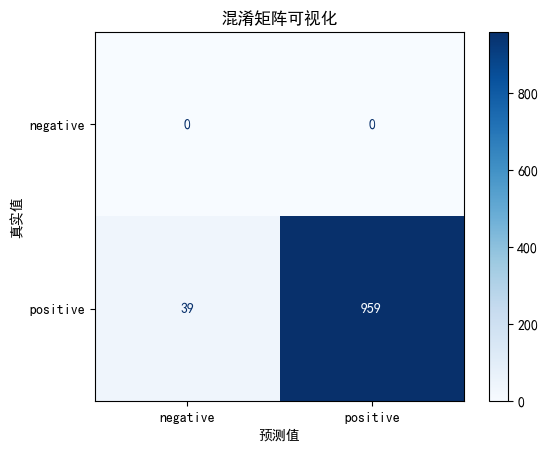 混淆矩阵可视化
negative
0
0
800
600
真实值
400
positive
39
959
200
0
negative
positive
预测值